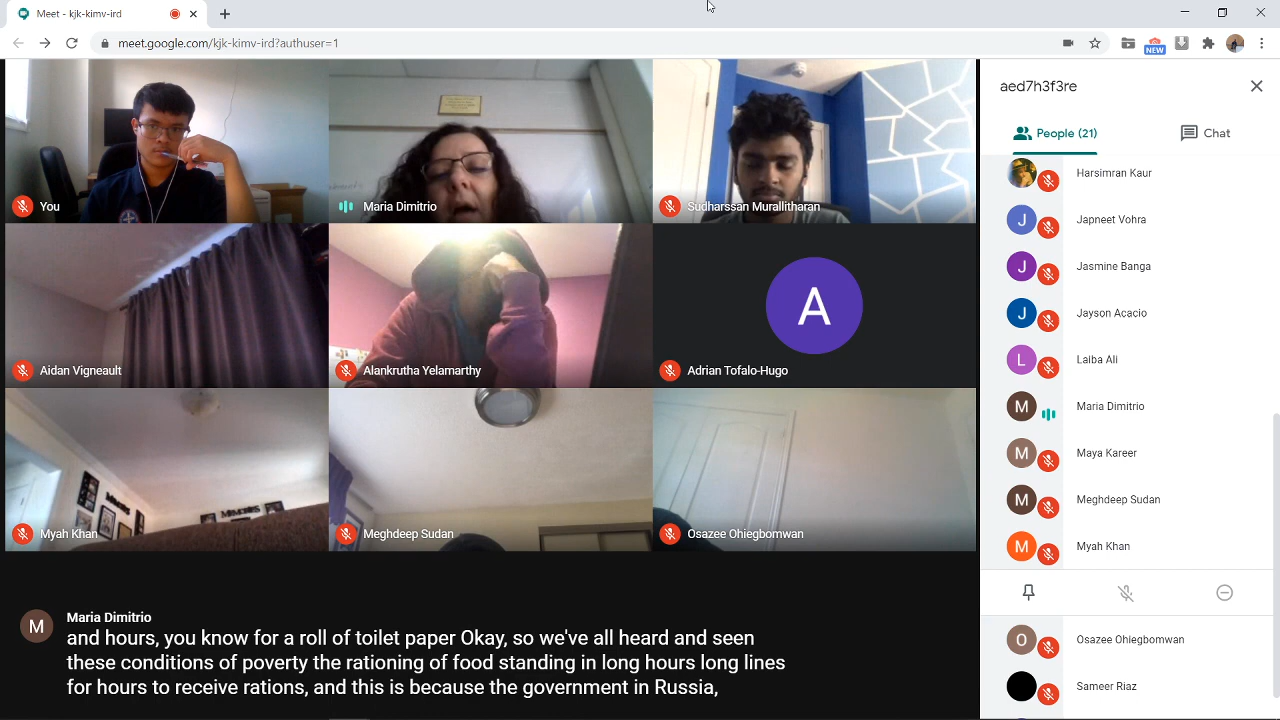 Meet - kjk-kimv-ird
meet.google.com/kjk-kimv-ird?authuser=1
NEW
You
Maria Dimitrio
Sudharssan Murallitharan
Aidan Vigneault
Alankrutha Yelamarthy
A
Adrian Tofalo-Hugo
Myah Khan
Meghdeep Sudan
Osazee Ohiegbomwan
M
Maria Dimitrio
and hours, you know for a roll of toilet paper Okay, so we've all heard and seen
these conditions of poverty the rationing of food standing in long hours long lines
for hours to receive rations, and this is because the government in Russia,
aed7h3f3re
People (21)
Chat
Harsimran Kaur
J Japneet Vohra
J Jasmine Banga
J Jayson Acacio
L Laiba Ali
M Maria Dimitrio
M Maya Kareer
M Meghdeep Sudan
M Myah Khan
O Osazee Ohiegbomwan
Sameer Riaz